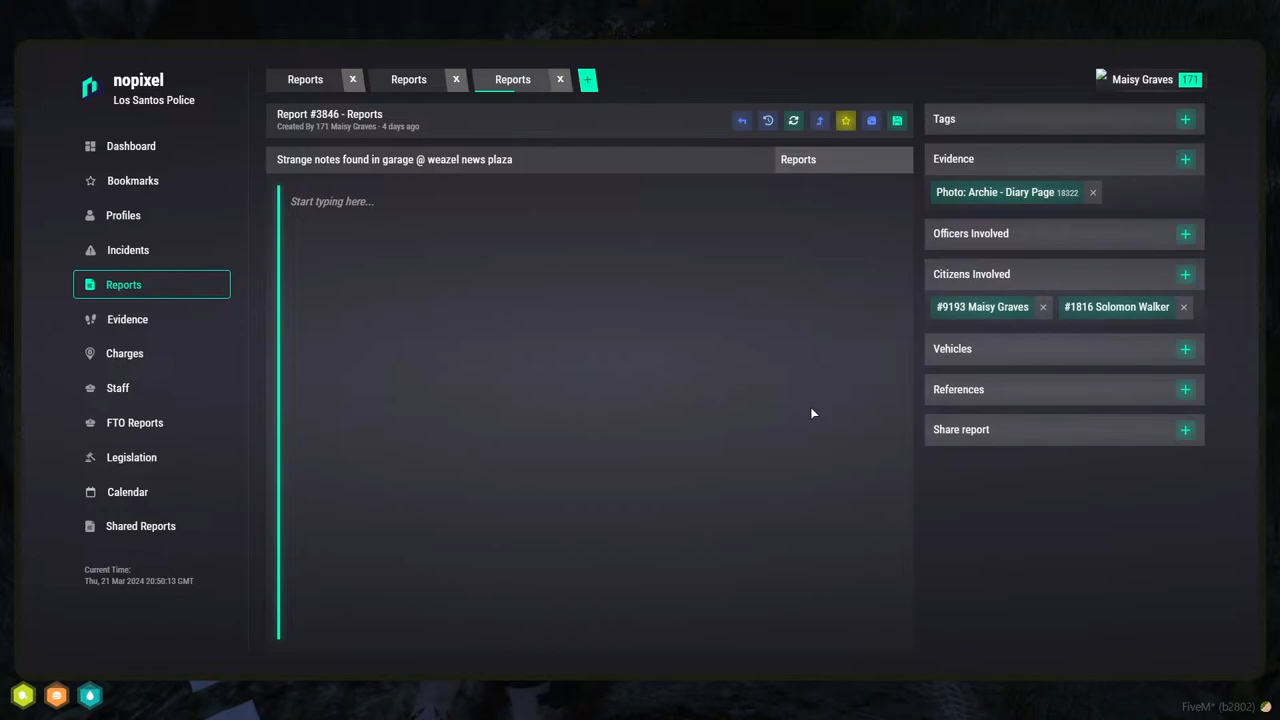 nopixel
Los Santos Police
Dashboard
Bookmarks
Profiles
Incidents
Reports
Evidence
Charges
Staff
FTO Reports
Legislation
Calendar
Shared Reports
Current Time:
Thu, 21 Mar 2024 20:50:13 GMT
Reports x Reports x Reports x +
Maisy Graves 171
Report #3846 - Reports
Created By 171 Maisy Graves - 4 days ago
Strange notes found in garage @ weazel news plaza
Reports
Start typing here...
Tags +
Evidence +
Photo: Archie - Diary Page 18322 ×
Officers Involved +
Citizens Involved +
#9193 Maisy Graves × #1816 Solomon Walker ×
Vehicles +
References +
Share report +
FiveM* (b2802)